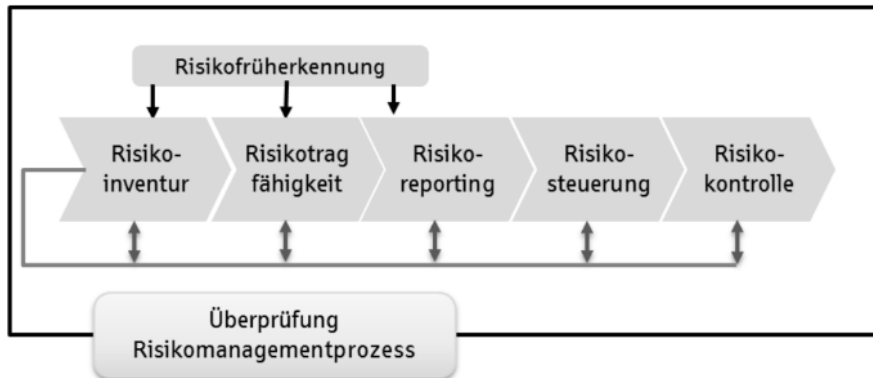 Risikofrüherkennung
Risiko-
inventur
Risikotrag
fähigkeit
Risiko-
reporting
Risiko-
steuerung
Risiko-
kontrolle
Überprüfung
Risikomanagementprozess